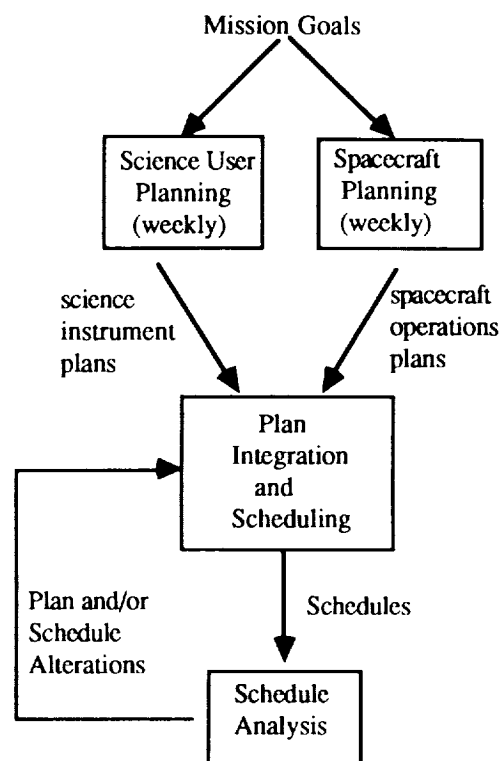 Mission Goals
Science User
Planning
(weekly)
Spacecraft
Planning
(weekly)
science
instrument
plans
spacecraft
operations
plans
Plan
Integration
and
Scheduling
Plan and/or
Schedule
Alterations
Schedules
Schedule
Analysis